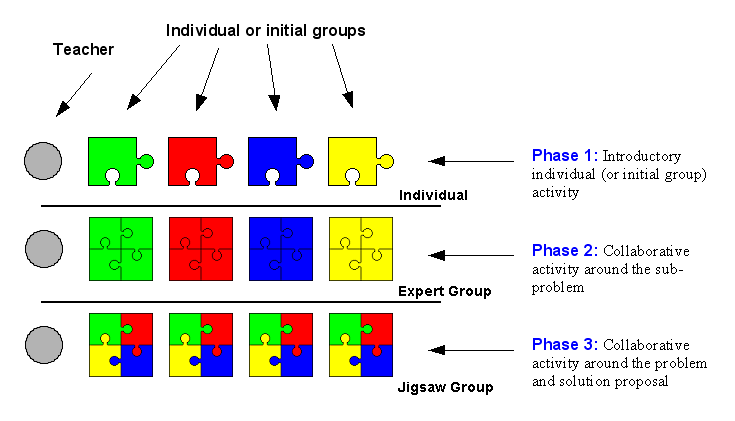 Individual or initial groups
Teacher
Phase 1: Introductory
individual (or initial group)
activity
Individual
Phase 2: Collaborative
activity around the sub-
problem
Expert Group
Phase 3: Collaborative
activity around the problem
and solution proposal
Jigsaw Group